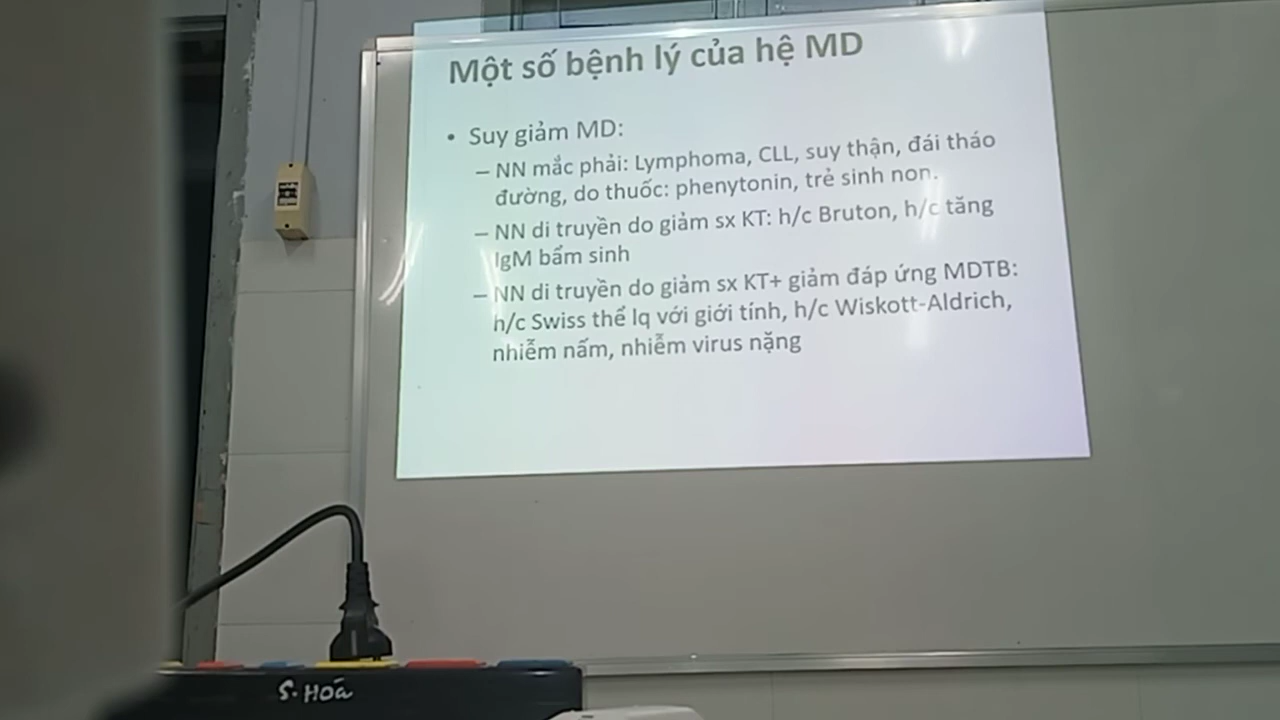 Một số bệnh lý của hệ MD
• Suy giảm MD:
– NN mắc phải: Lymphoma, CLL, suy thận, đái tháo
đường, do thuốc: phenytonin, trẻ sinh non.
– NN di truyền do giảm sx KT: h/c Bruton, h/c tăng
IgM bẩm sinh
– NN di truyền do giảm sx KT+ giảm đáp ứng MDTB:
h/c Swiss thể lq với giới tính, h/c Wiskott-Aldrich,
nhiễm nấm, nhiễm virus nặng
S.HOá